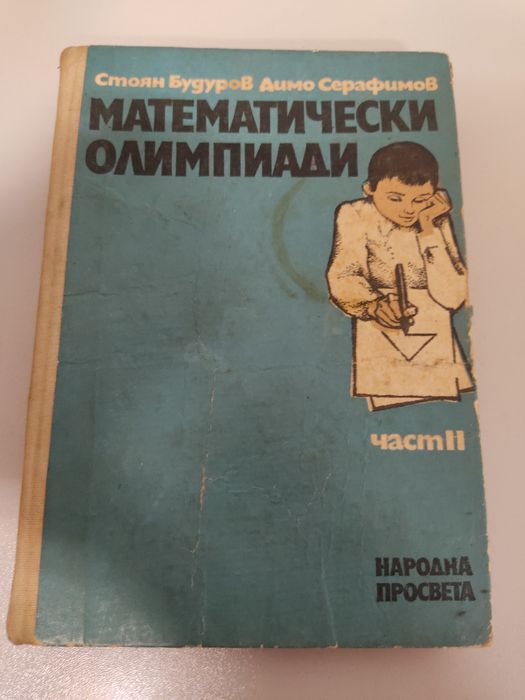 Стоян Будуров Димо Серафимов
МАТЕМАТИЧЕСКИ
ОЛИМПИАДИ
част II
НАРОДНА
ПРОСВЕТА